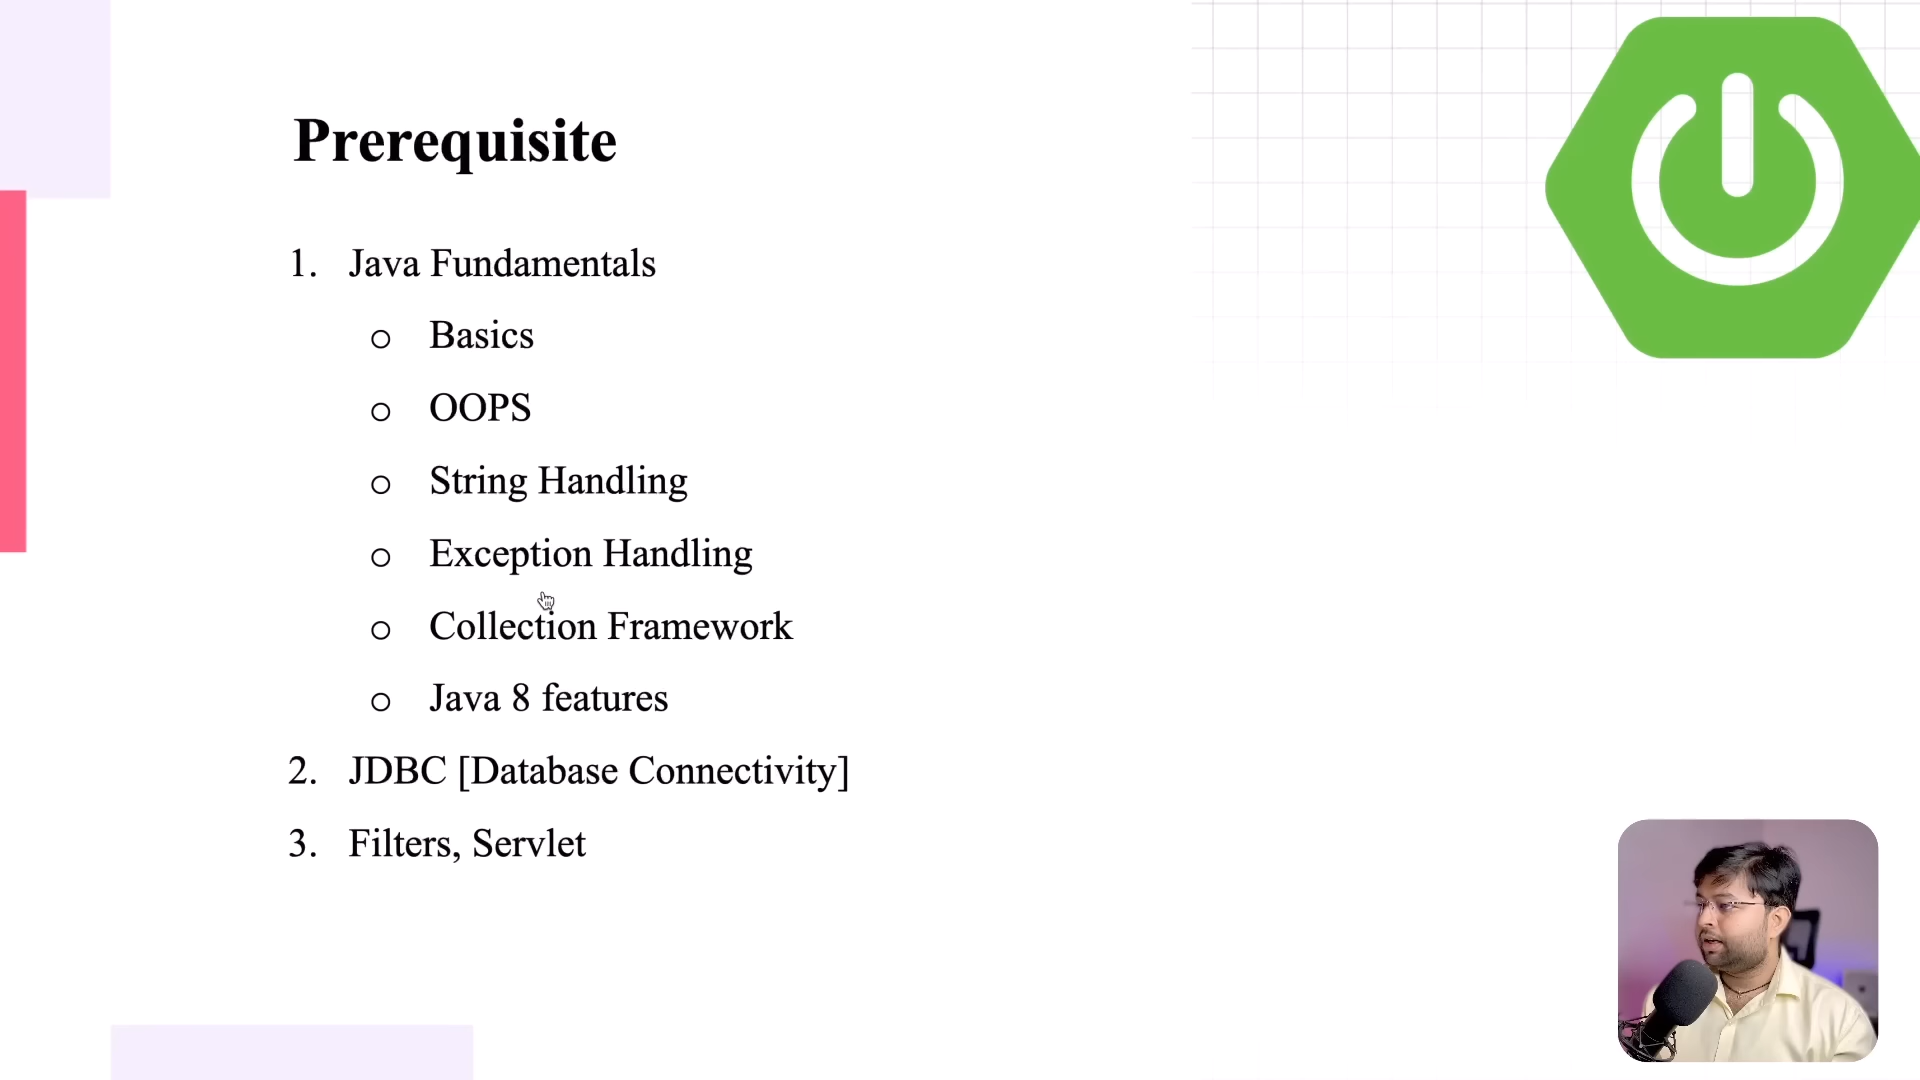 Prerequisite
1. Java Fundamentals
o Basics
o OOPS
o String Handling
o Exception Handling
o Collection Framework
o Java 8 features
2. JDBC [Database Connectivity]
3. Filters, Servlet